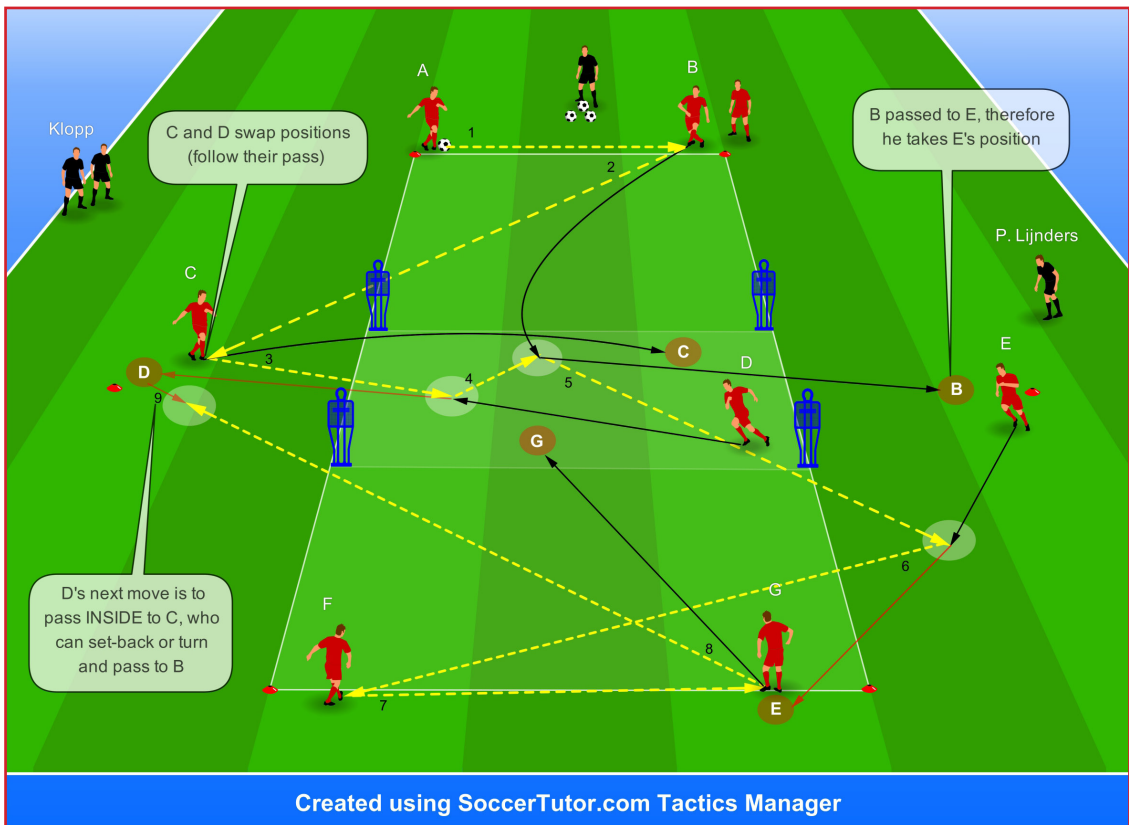 A
B
Klopp
C and D swap positions
(follow their pass)
B passed to E, therefore
he takes E's position
1
2
P. Lijnders
C
E
3
C
D
D
4
5
B
9
G
6
D's next move is to
pass INSIDE to C, who
can set-back or turn
and pass to B
F
G
8
7
E
Created using SoccerTutor.com Tactics Manager